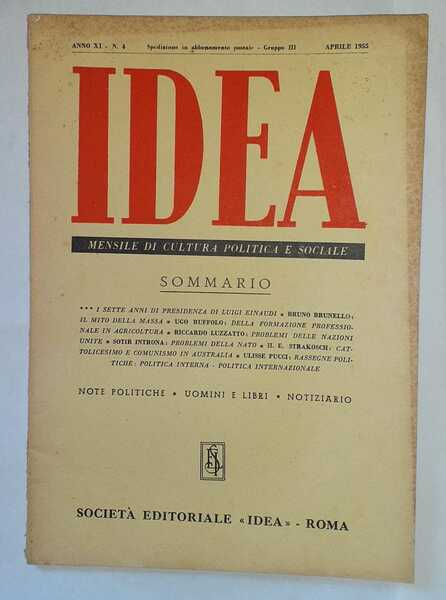 ANNO XI - N. 4 Spedizione in abbonamento postale - Gruppo III APRILE 1955
IDEA
MENSILE DI CULTURA POLITICA E SOCIALE
SOMMARIO
*** I SETTE ANNI DI PRESIDENZA DI LUIGI EINAUDI • BRUNO BRUNELLO:
IL MITO DELLA MASSA • UGO BUFFOLO: DELLA FORMAZIONE PROFESSIO-
NALE IN AGRICOLTURA • RICCARDO LUZZATO: PROBLEMI DELLE NAZIONI
UNITE • SOTIR INTRONA: PROBLEMI DELLA NATO • H. E. STRAKOSCH: CAT-
TOLICESIMO E COMUNISMO IN AUSTRALIA • ULISSE PUCCI: RASSEGNE POLI-
TICHE: POLITICA INTERNA - POLITICA INTERNAZIONALE
NOTE POLITICHE • UOMINI E LIBRI • NOTIZIARIO
SOCIETÀ EDITORIALE «IDEA» - ROMA